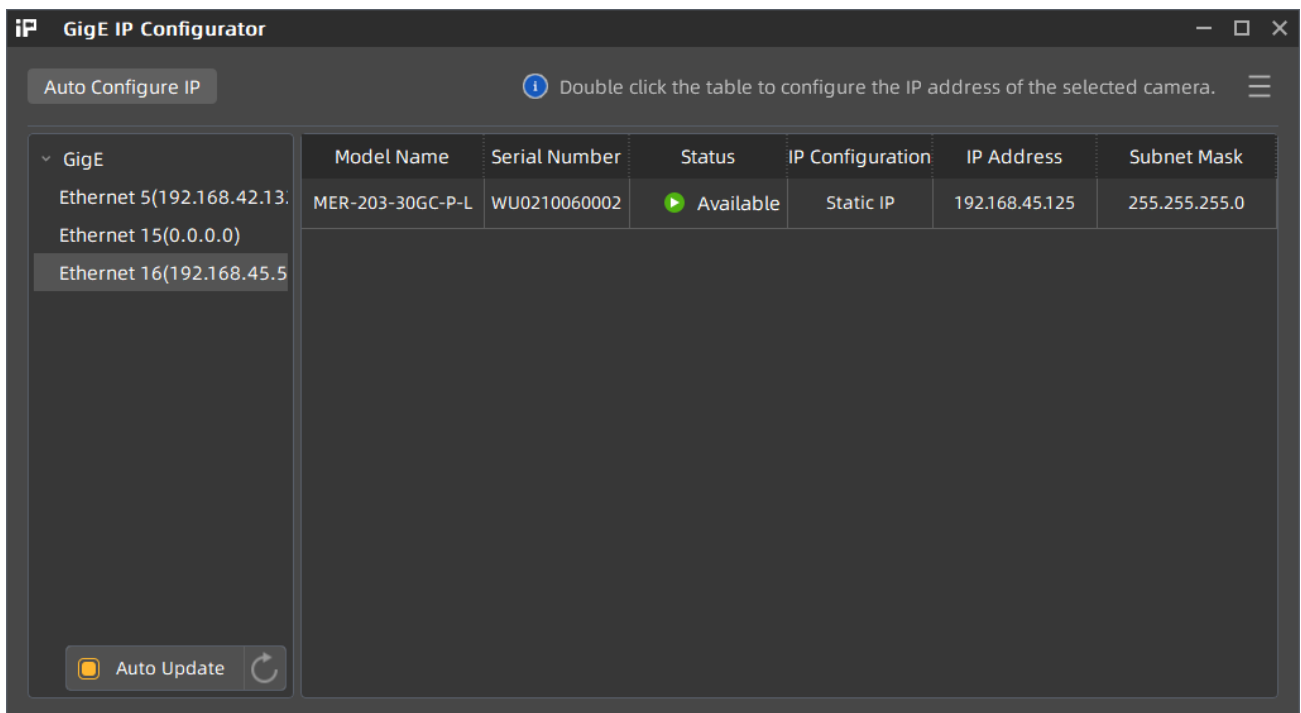 iP GigE IP Configurator
Auto Configure IP
Double click the table to configure the IP address of the selected camera.
GigE
Ethernet 5(192.168.42.13
Ethernet 15(0.0.0.0)
Ethernet 16(192.168.45.5
Model Name Serial Number Status IP Configuration IP Address Subnet Mask
MER-203-30GC-P-L WU0210060002 Available Static IP 192.168.45.125 255.255.255.0
Auto Update